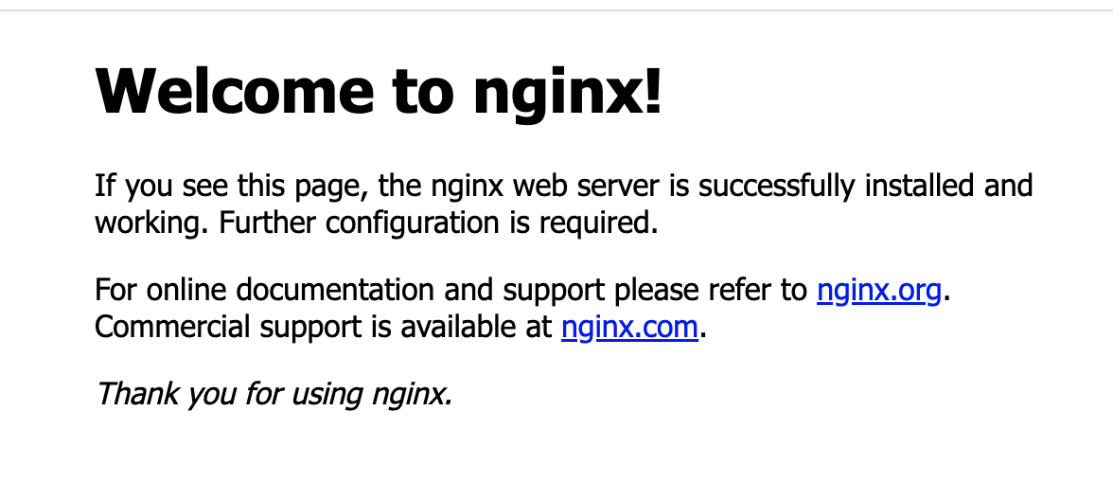 Welcome to nginx!
If you see this page, the nginx web server is successfully installed and
working. Further configuration is required.
For online documentation and support please refer to nginx.org.
Commercial support is available at nginx.com.
Thank you for using nginx.